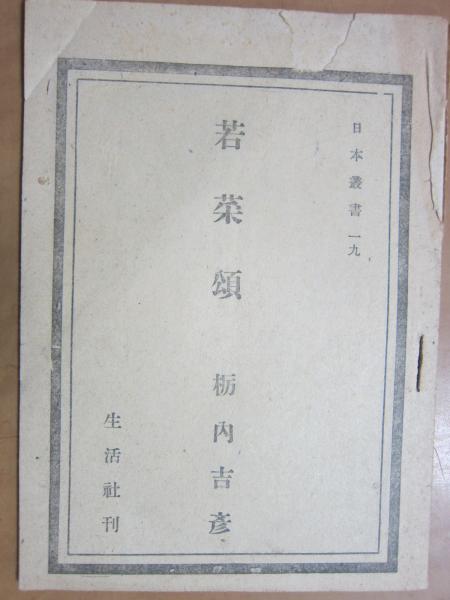 日本叢書一九
若菜頌 栃内吉彦
生活社刊